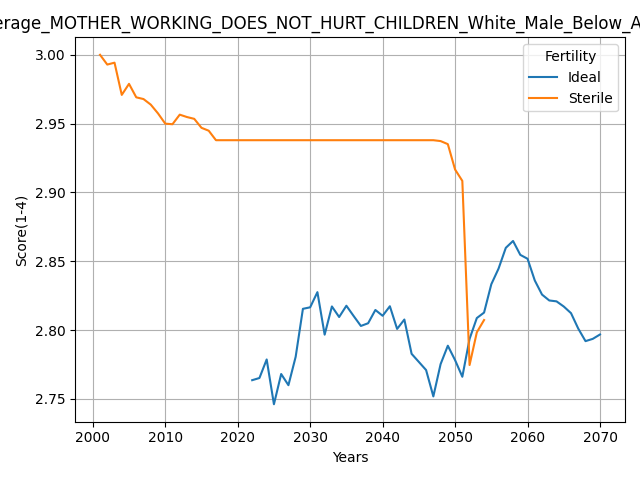 erage_MOTHER_WORKING_DOES_NOT_HURT_CHILDREN_White_Male_Below_A
Fertility
Ideal
Sterile
Score(1-4)
3.00
2.95
2.90
2.85
2.80
2.75
2000 2010 2020 2030 2040 2050 2060 2070
Years